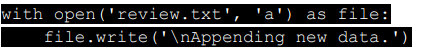 with open('review.txt', 'a') as file:
    file.write('\nAppending new data.')